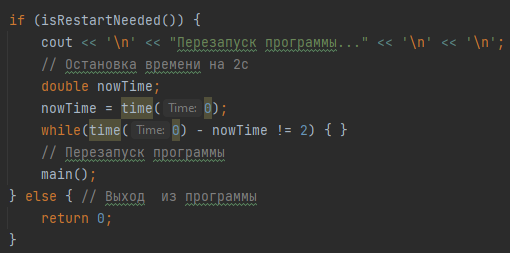 if (isRestartNeeded()) {
cout << '\n' << "Перезапуск программы..." << '\n' << '\n';
// Остановка времени на 2с
double nowTime;
nowTime = time( Time: 0);
while(time( Time: 0) - nowTime != 2) { }
// Перезапуск программы
main();
} else { // Выход  из программы
return 0;
}